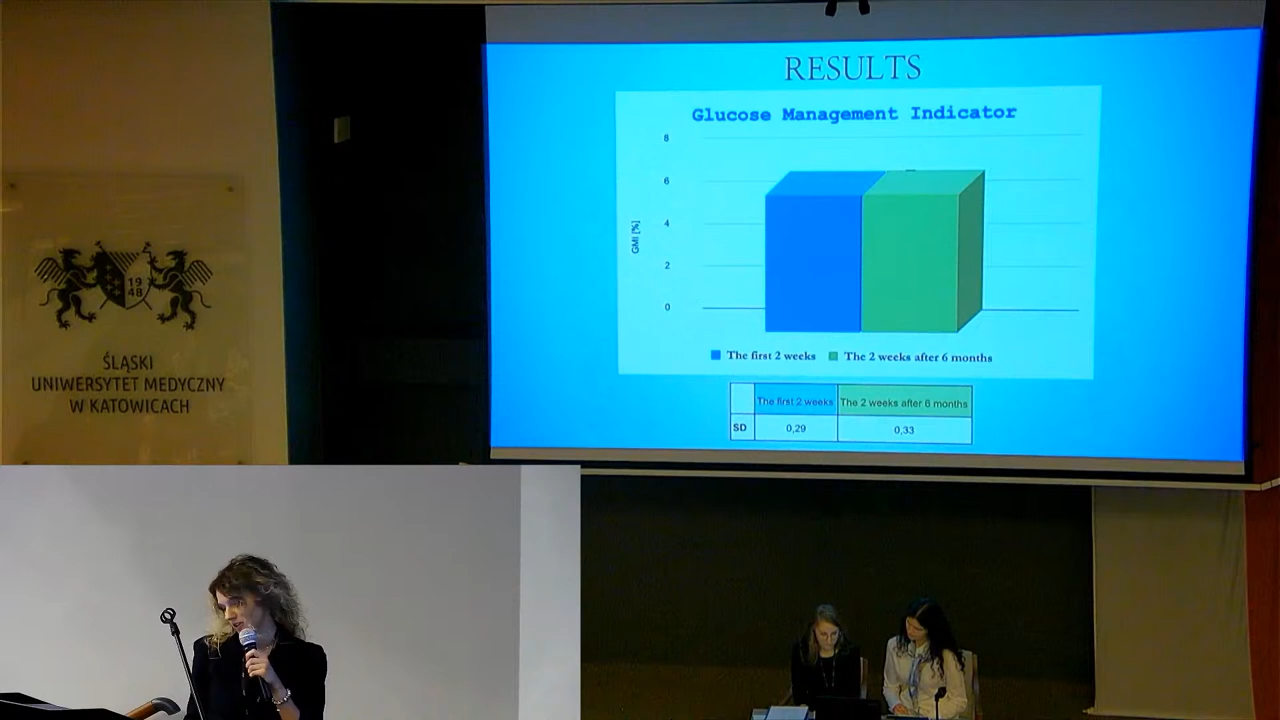 RESULTS
Glucose Management Indicator
8
6
4
2
0
GMI [%]
The first 2 weeks
The 2 weeks after 6 months
The first 2 weeks
The 2 weeks after 6 months
SD
0,29
0,33
19
48
ŚLĄSKI
UNIWERSYTET MEDYCZNY
W KATOWICACH